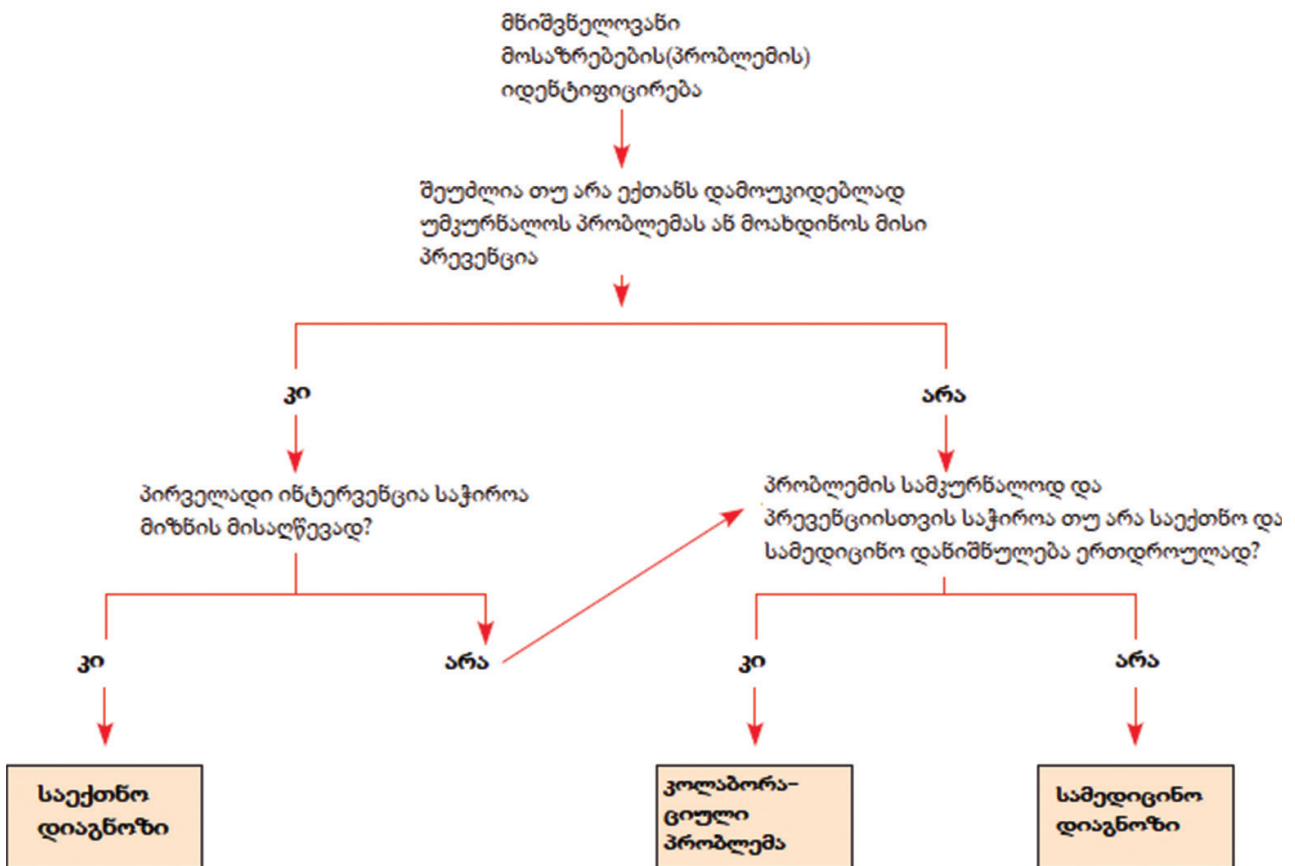 მნიშვნელოვანი
მოსაზრებების(პრობლემის)
იდენტიფიცირება
შეუძლია თუ არა ექთანს დამოუკიდებლად
უმკურნალოს პრობლემას ან მოახდინოს მისი
პრევენცია
კი
არა
პირველადი ინტერვენცია საჭიროა
მიზნის მისაღწევად?
პრობლემის სამკურნალოდ და
პრევენციისთვის საჭიროა თუ არა საექთნო და
სამედიცინო დანიშნულება ერთდროულად?
კი
არა
კი
არა
საექთნო
დიაგნოზი
კოლაბორა-
ციული
პრობლემა
სამედიცინო
დიაგნოზი